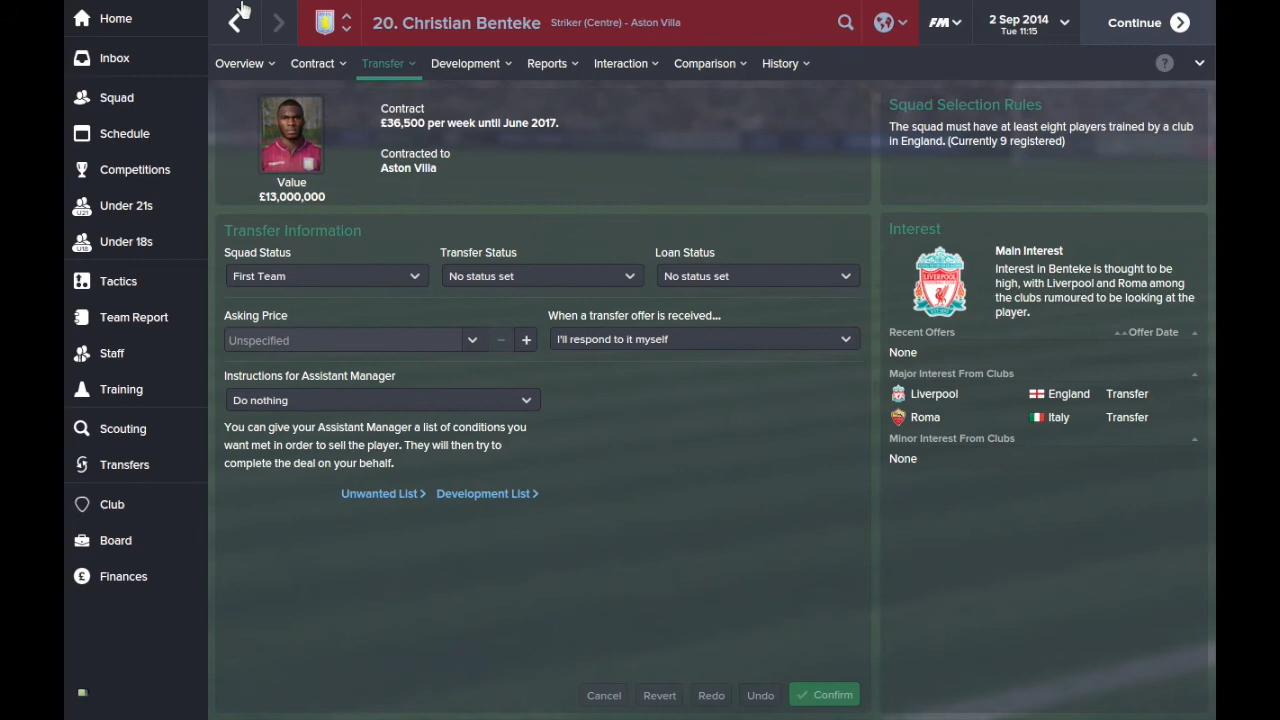 Home
Inbox
Squad
Schedule
Competitions
Under 21s
Under 18s
Tactics
Team Report
Staff
Training
Scouting
Transfers
Club
Board
Finances
20. Christian Benteke Striker (Centre) - Aston Villa
FM
2 Sep 2014
Tue 11:15
Continue
Overview Contract Transfer Development Reports Interaction Comparison History
Value
£13,000,000
Contract
£36,500 per week until June 2017.
Contracted to
Aston Villa
Squad Selection Rules
The squad must have at least eight players trained by a club
in England. (Currently 9 registered)
Transfer Information
Squad Status Transfer Status Loan Status
First Team No status set No status set
Asking Price When a transfer offer is received...
Unspecified I'll respond to it myself
Instructions for Assistant Manager
Do nothing
You can give your Assistant Manager a list of conditions you
want met in order to sell the player. They will then try to
complete the deal on your behalf.
Unwanted List > Development List >
Cancel Revert Redo Undo Confirm
Interest
Main Interest
Interest in Benteke is thought to be
high, with Liverpool and Roma among
the clubs rumoured to be looking at the
player.
Recent Offers Offer Date
None
Major Interest From Clubs
Liverpool England Transfer
Roma Italy Transfer
Minor Interest From Clubs
None